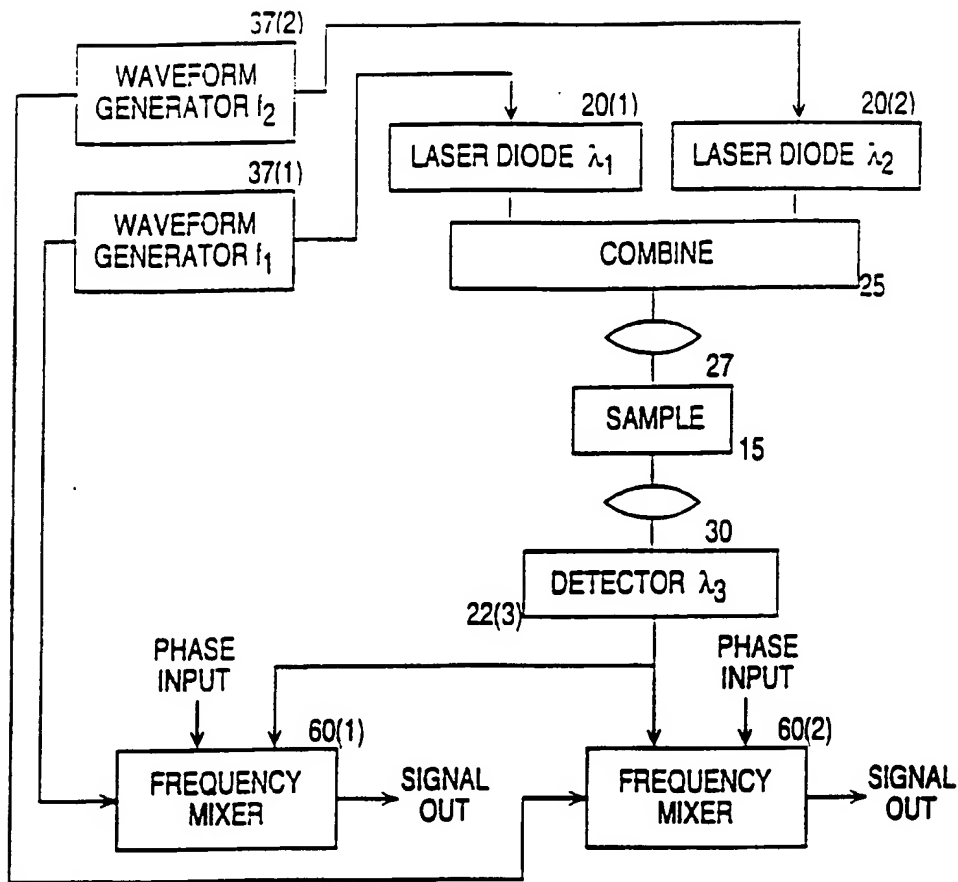 37(2)
WAVEFORM
GENERATOR f₂
37(1)
WAVEFORM
GENERATOR f₁
20(1)
LASER DIODE λ₁
20(2)
LASER DIODE λ₂
COMBINE
25
27
SAMPLE
15
30
DETECTOR λ₃
22(3)
PHASE
INPUT
60(1)
FREQUENCY
MIXER
SIGNAL
OUT
PHASE
INPUT
60(2)
FREQUENCY
MIXER
SIGNAL
OUT